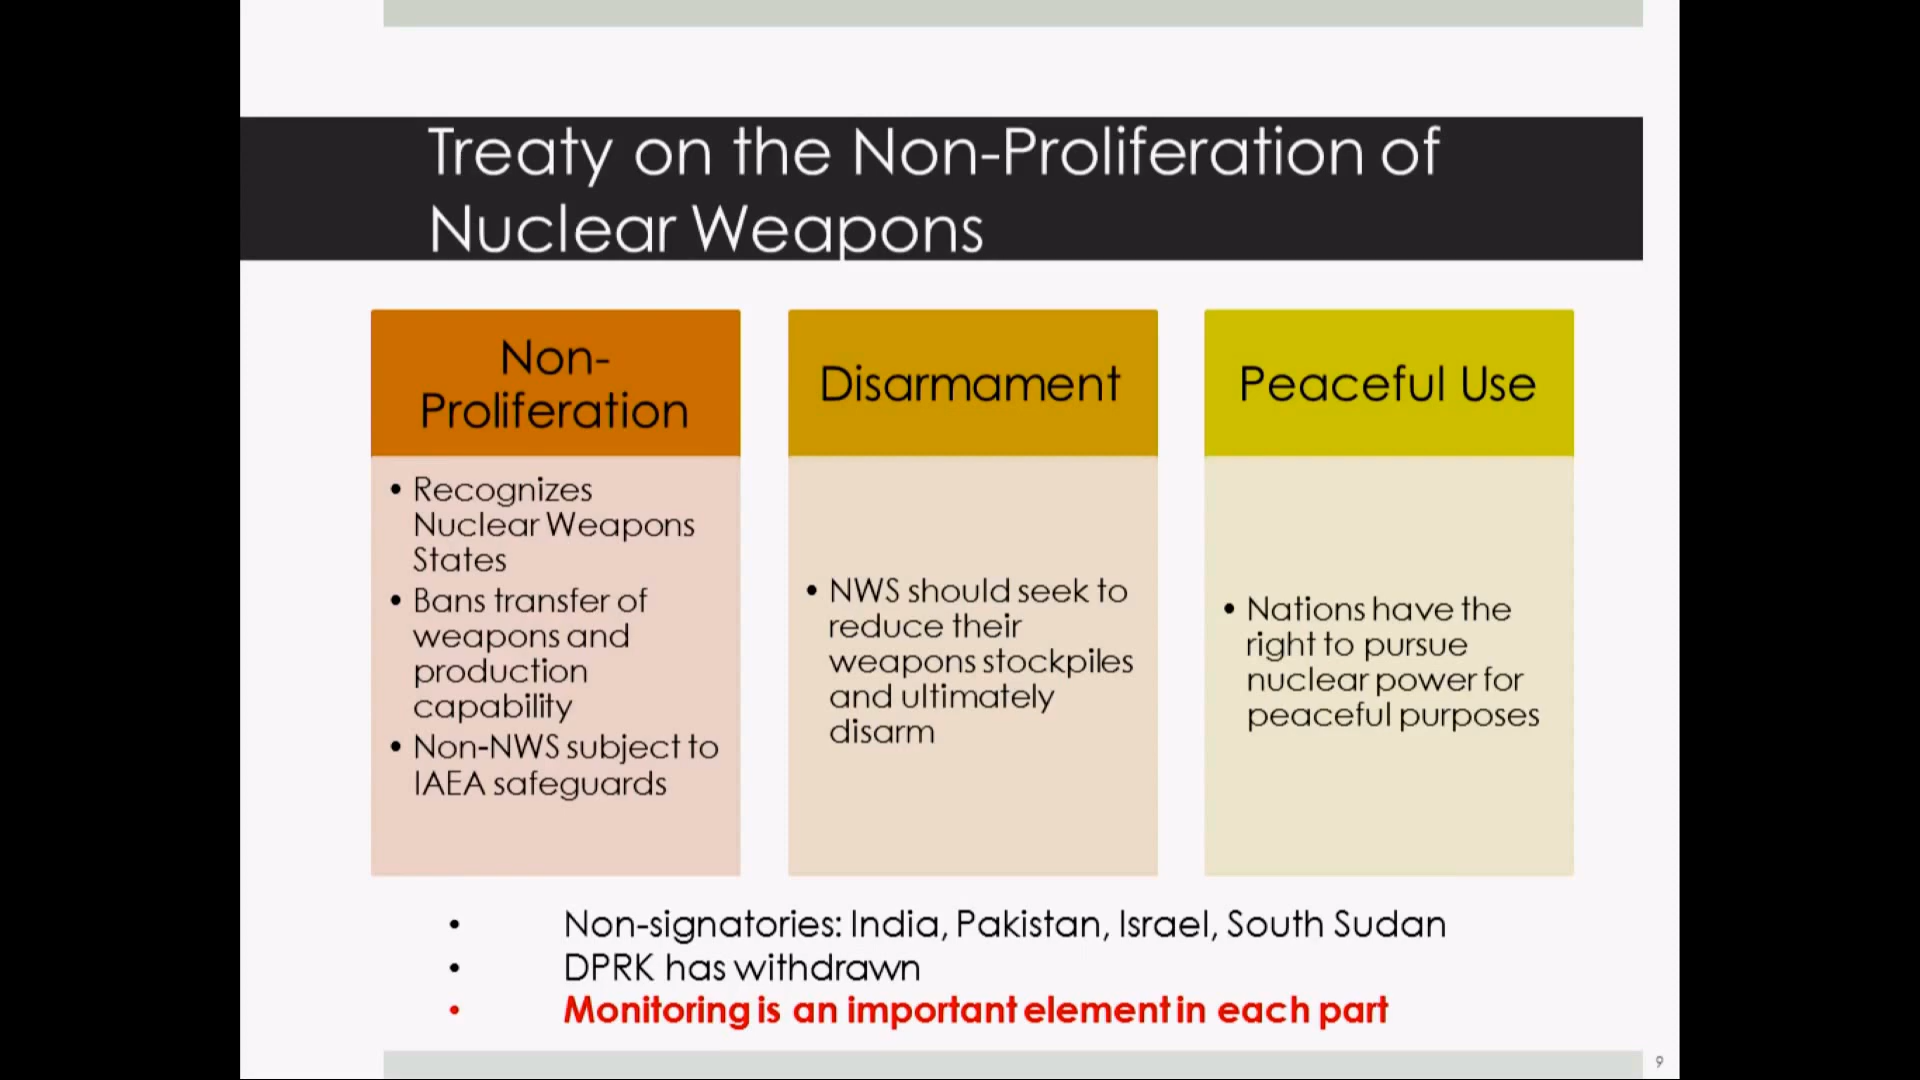 Treaty on the Non-Proliferation of
Nuclear Weapons
Non-
Proliferation
• Recognizes
Nuclear Weapons
States
• Bans transfer of
weapons and
production
capability
• Non-NWS subject to
IAEA safeguards
Disarmament
• NWS should seek to
reduce their
weapons stockpiles
and ultimately
disarm
Peaceful Use
• Nations have the
right to pursue
nuclear power for
peaceful purposes
• Non-signatories: India, Pakistan, Israel, South Sudan
• DPRK has withdrawn
• Monitoring is an important element in each part
9